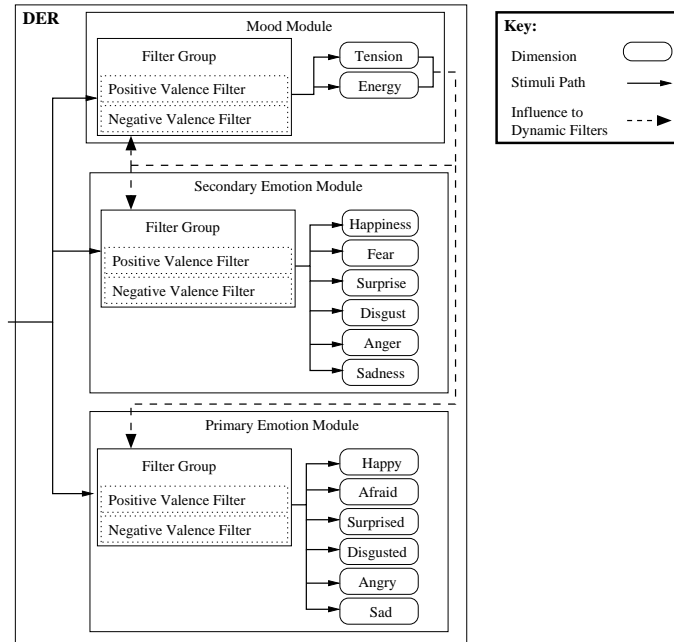 DER
Mood Module
Filter Group
Positive Valence Filter
Negative Valence Filter
Tension
Energy
Secondary Emotion Module
Filter Group
Positive Valence Filter
Negative Valence Filter
Happiness
Fear
Surprise
Disgust
Anger
Sadness
Primary Emotion Module
Filter Group
Positive Valence Filter
Negative Valence Filter
Happy
Afraid
Surprised
Disgusted
Angry
Sad
Key:
Dimension
Stimuli Path
Influence to
Dynamic Filters